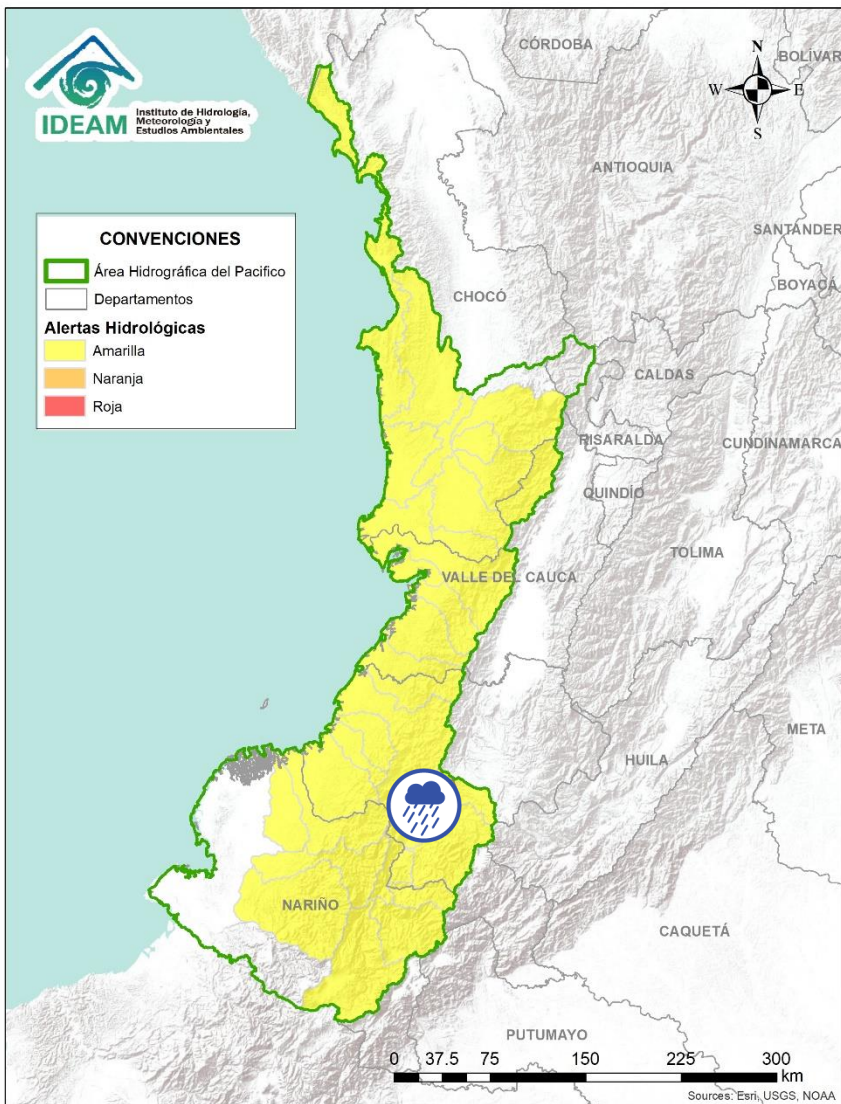 IDEAM
Instituto de Hidrología,
Meteorología y
Estudios Ambientales
N
W
E
S
CÓRDOBA
BOLÍVAR
ANTIOQUIA
SANTANDER
BOYACÁ
CONVENCIONES
Área Hidrográfica del Pacifico
Departamentos
Alertas Hidrológicas
Amarilla
Naranja
Roja
CHOCÓ
CALDAS
RISARALDA
CUNDINAMARCA
QUINDÍO
TOLIMA
VALLE DEL CAUCA
META
HUILA
NARIÑO
CAQUETÁ
PUTUMAYO
0 37.5 75 150 225 300
km
Sources: Esri, USGS, NOAA